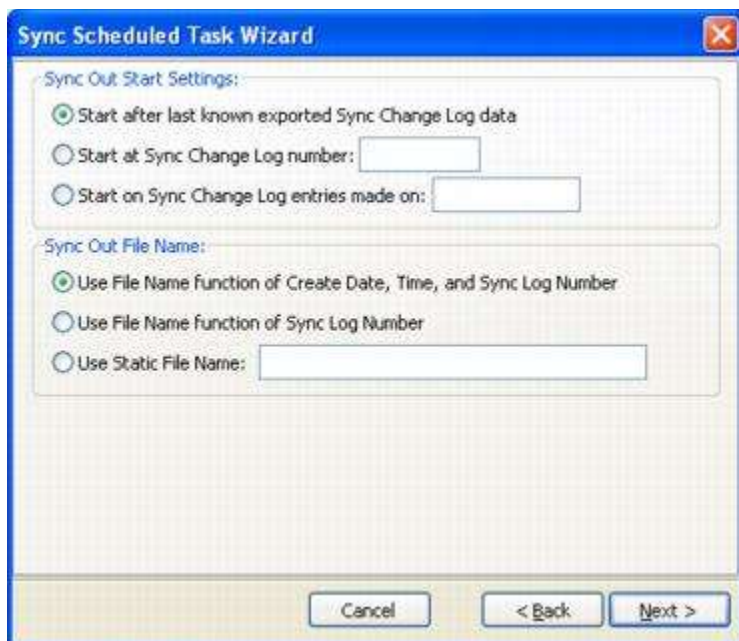 Sync Scheduled Task Wizard
Sync Out Start Settings:
Start after last known exported Sync Change Log data
Start at Sync Change Log number:
Start on Sync Change Log entries made on:
Sync Out File Name:
Use File Name function of Create Date, Time, and Sync Log Number
Use File Name function of Sync Log Number
Use Static File Name:
Cancel < Back Next >